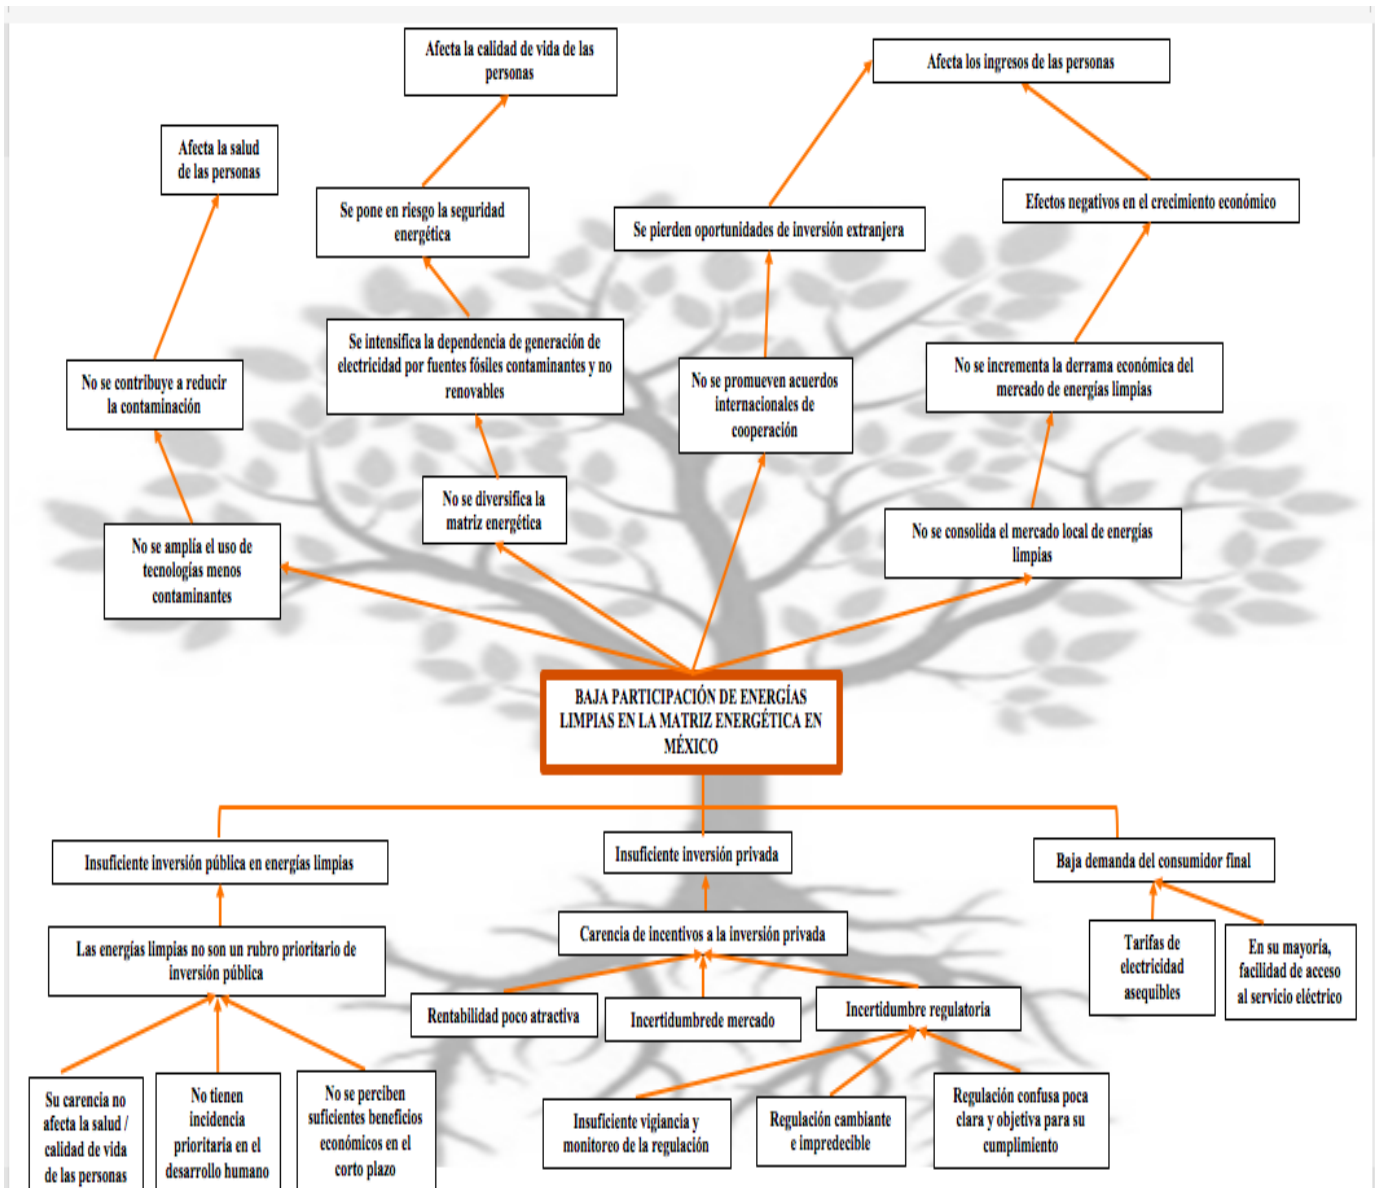 Afecta la calidad de vida de las
personas
Afecta los ingresos de las personas
Afecta la salud
de las personas
Se pone en riesgo la seguridad
energética
Se pierden oportunidades de inversión extranjera
Efectos negativos en el crecimiento económico
No se contribuye a reducir
la contaminación
Se intensifica la dependencia de generación de
electricidad por fuentes fósiles contaminantes y no
renovables
No se promueven acuerdos
internacionales de
cooperación
No se incrementa la derrama económica del
mercado de energías limpias
No se amplía el uso de
tecnologías menos
contaminantes
No se diversifica la
matriz energética
No se consolida el mercado local de energías
limpias
BAJA PARTICIPACIÓN DE ENERGÍAS
LIMPIAS EN LA MATRIZ ENERGÉTICA EN
MÉXICO
Insuficiente inversión pública en energías limpias
Insuficiente inversión privada
Baja demanda del consumidor final
Las energías limpias no son un rubro prioritario de
inversión pública
Carencia de incentivos a la inversión privada
Tarifas de
electricidad
asequibles
En su mayoría,
facilidad de acceso
al servicio eléctrico
Rentabilidad poco atractiva
Incertidumbrede mercado
Incertidumbre regulatoria
Su carencia no
afecta la salud /
calidad de vida
de las personas
No tienen
incidencia
prioritaria en el
desarrollo humano
No se perciben
suficientes beneficios
económicos en el
corto plazo
Insuficiente vigiancia y
monitoreo de la regulación
Regulación cambiante
e impredecible
Regulación confusa poca
clara y objetiva para su
cumplimiento